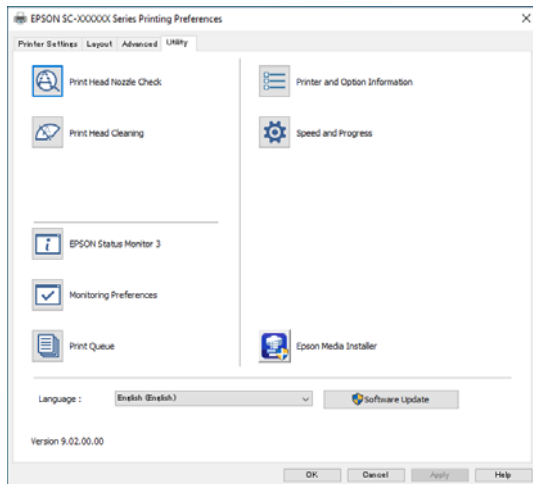 EPSON SC-XXXXXX Series Printing Preferences
Printer Settings Layout Advanced Utility
Print Head Nozzle Check
Printer and Option Information
Print Head Cleaning
Speed and Progress
EPSON Status Monitor 3
Monitoring Preferences
Print Queue
Epson Media Installer
Language :
English (English)
Software Update
Version 9.02.00.00
OK Cancel Apply Help